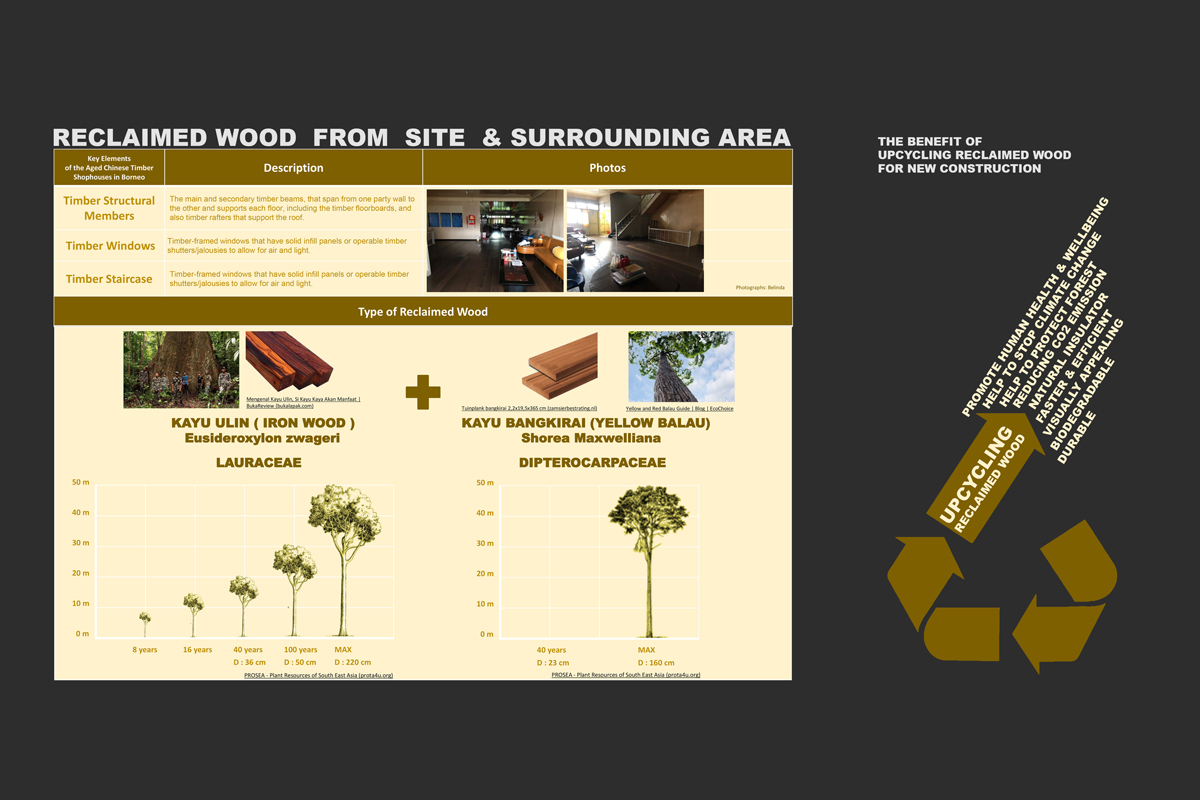 RECLAIMED WOOD FROM SITE & SURROUNDING AREA
Key Elements
of the Aged Chinese Timber
Shophouses in Borneo
Description
Photos
Timber Structural
Members
The main and secondary timber beams, that span from one party wall to
the other and supports each floor, including the timber floorboards, and
also timber rafters that support the roof.
Timber Windows
Timber-framed windows that have solid infill panels or operable timber
shutters/jalousies to allow for air and light.
Timber Staircase
Timber-framed windows that have solid infill panels or operable timber
shutters/jalousies to allow for air and light.
Photographs: Belinda
Type of Reclaimed Wood
Mengenal Kayu Ulin, Si Kayu Kaya Akan Manfaat |
BukaReview (bukalapak.com)
Tuinplank bangkirai 2,2x19,5x365 cm (zamsierbestrating.nl)
Yellow and Red Balau Guide | Blog | EcoChoice
KAYU ULIN ( IRON WOOD )
Eusideroxylon zwageri
LAURACEAE
50 m
40 m
30 m
20 m
10 m
0 m
8 years
16 years
40 years
D : 36 cm
100 years
D : 50 cm
MAX
D : 220 cm
PROSEA - Plant Resources of South East Asia (prota4u.org)
KAYU BANGKIRAI (YELLOW BALAU)
Shorea Maxwelliana
DIPTEROCARPACEAE
50 m
40 m
30 m
20 m
10 m
0 m
40 years
D : 23 cm
MAX
D : 160 cm
PROSEA - Plant Resources of South East Asia (prota4u.org)
THE BENEFIT OF
UPCYCLING RECLAIMED WOOD
FOR NEW CONSTRUCTION
PROMOTE HUMAN HEALTH & WELLBEING
HELP TO STOP CLIMATE CHANGE
HELP TO PROTECT FOREST
REDUCING CO2 EMISSION
NATURAL INSULATOR
FASTER & EFFICIENT
VISUALLY APPEALING
BIODEGRADABLE
DURABLE
UPCYCLING
RECLAIMED WOOD